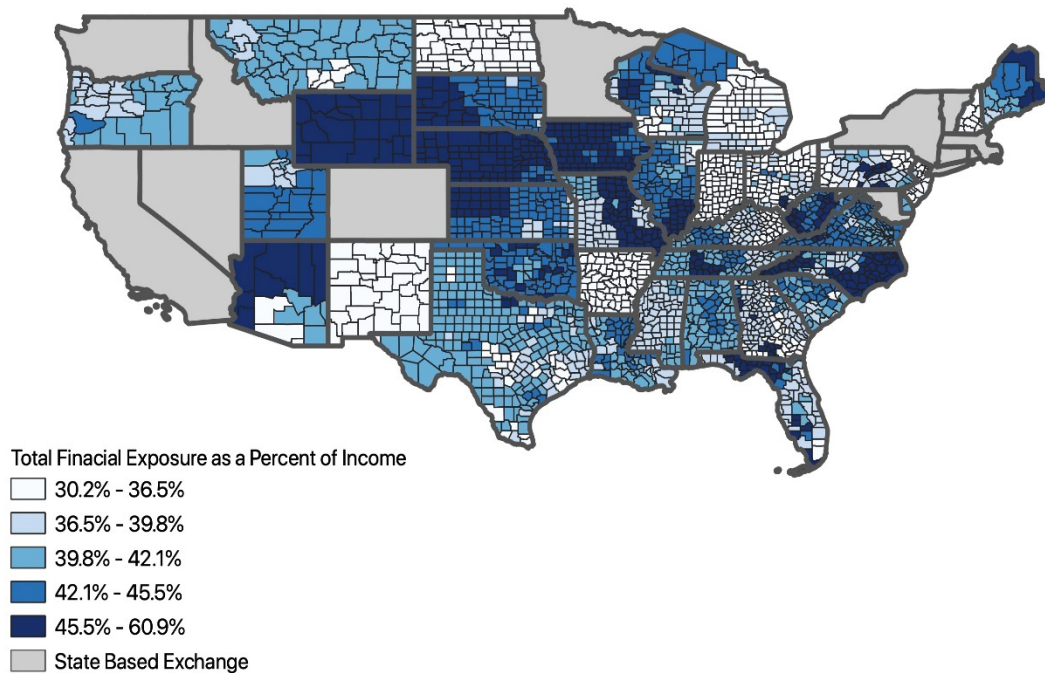 Total Finacial Exposure as a Percent of Income
30.2% - 36.5%
36.5% - 39.8%
39.8% - 42.1%
42.1% - 45.5%
45.5% - 60.9%
State Based Exchange